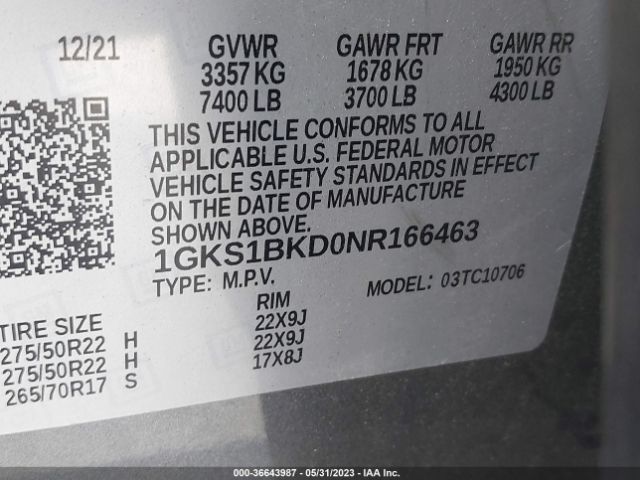 12/21 GVWR GAWR FRT GAWR RR
3357 KG 1678 KG 1950 KG
7400 LB 3700 LB 4300 LB
THIS VEHICLE CONFORMS TO ALL
APPLICABLE U.S. FEDERAL MOTOR
VEHICLE SAFETY STANDARDS IN EFFECT
ON THE DATE OF MANUFACTURE
SHOWN ABOVE.
1GKS1BKD0NR166463
TYPE: M.P.V. MODEL: 03TC10706
TIRE SIZE RIM
275/50R22 H 22X9J
275/50R22 H 22X9J
265/70R17 S 17X8J
000-36643987 - 05/31/2023 - IAA Inc.